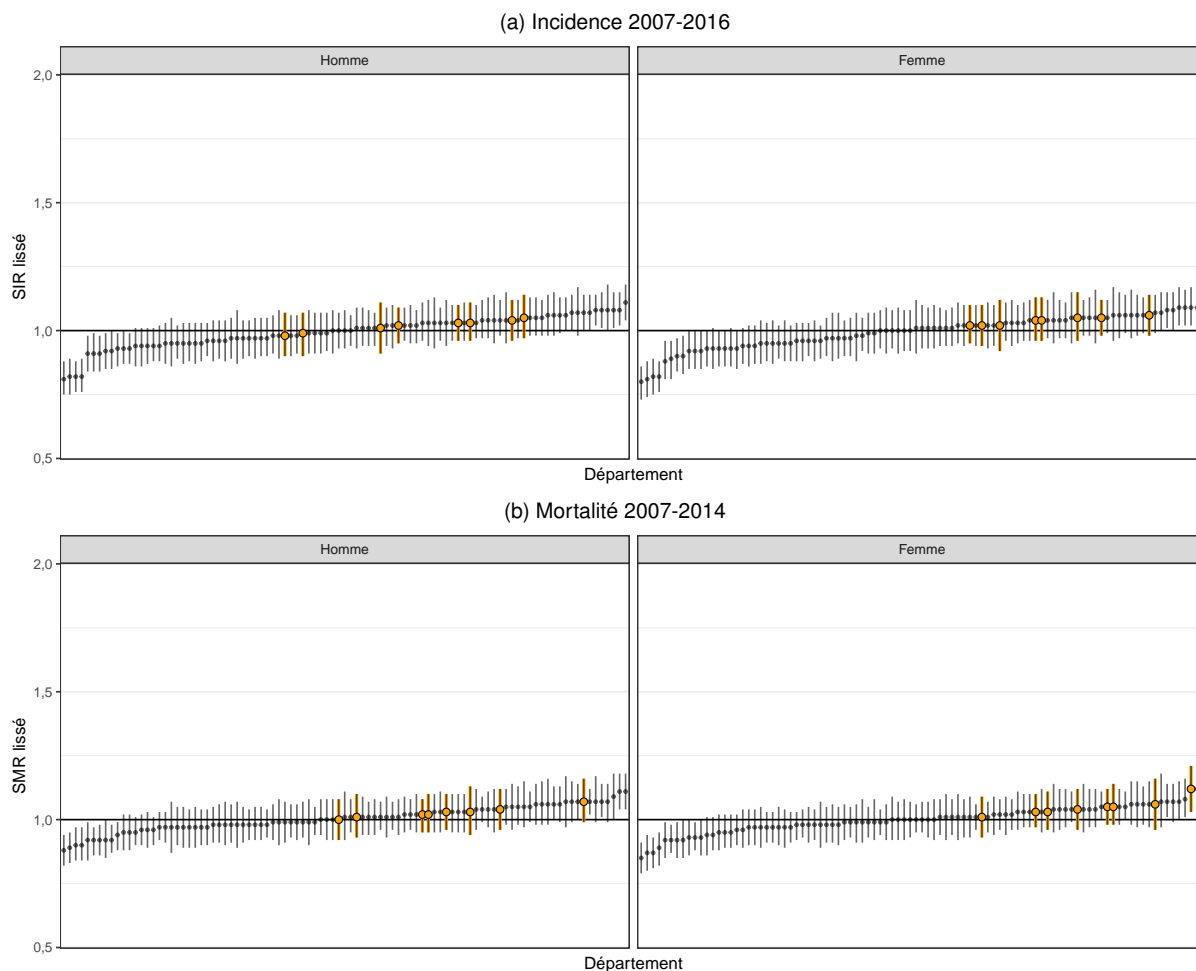 (a) Incidence 2007-2016
Homme
Femme
2,0
1,5
1,0
0,5
SIR lissé
Département
(b) Mortalité 2007-2014
Homme
Femme
2,0
1,5
1,0
0,5
SMR lissé
Département